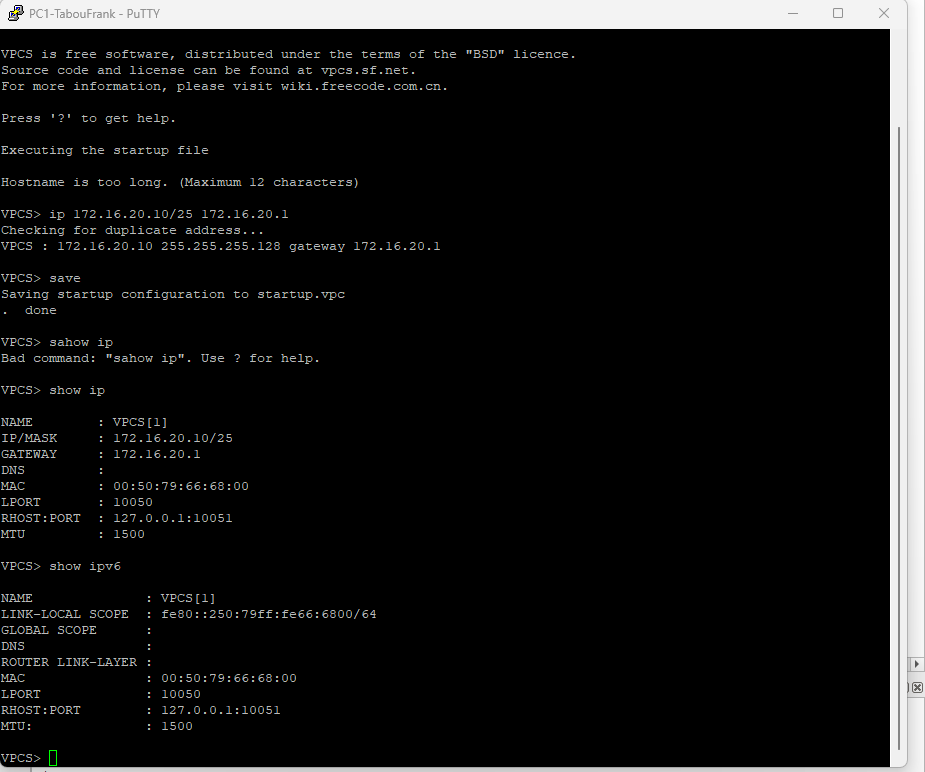 PC1-TabouFrank - PuTTY
VPCS is free software, distributed under the terms of the "BSD" licence.
Source code and license can be found at vpcs.sf.net.
For more information, please visit wiki.freecode.com.cn.
Press '?' to get help.
Executing the startup file
Hostname is too long. (Maximum 12 characters)
VPCS> ip 172.16.20.10/25 172.16.20.1
Checking for duplicate address...
VPCS : 172.16.20.10 255.255.255.128 gateway 172.16.20.1
VPCS> save
Saving startup configuration to startup.vpc
.  done
VPCS> sahow ip
Bad command: "sahow ip". Use ? for help.
VPCS> show ip
NAME        : VPCS[1]
IP/MASK     : 172.16.20.10/25
GATEWAY     : 172.16.20.1
DNS         :
MAC         : 00:50:79:66:68:00
LPORT       : 10050
RHOST:PORT  : 127.0.0.1:10051
MTU         : 1500
VPCS> show ipv6
NAME              : VPCS[1]
LINK-LOCAL SCOPE  : fe80::250:79ff:fe66:6800/64
GLOBAL SCOPE      :
DNS               :
ROUTER LINK-LAYER :
MAC               : 00:50:79:66:68:00
LPORT             : 10050
RHOST:PORT        : 127.0.0.1:10051
MTU:              : 1500
VPCS>